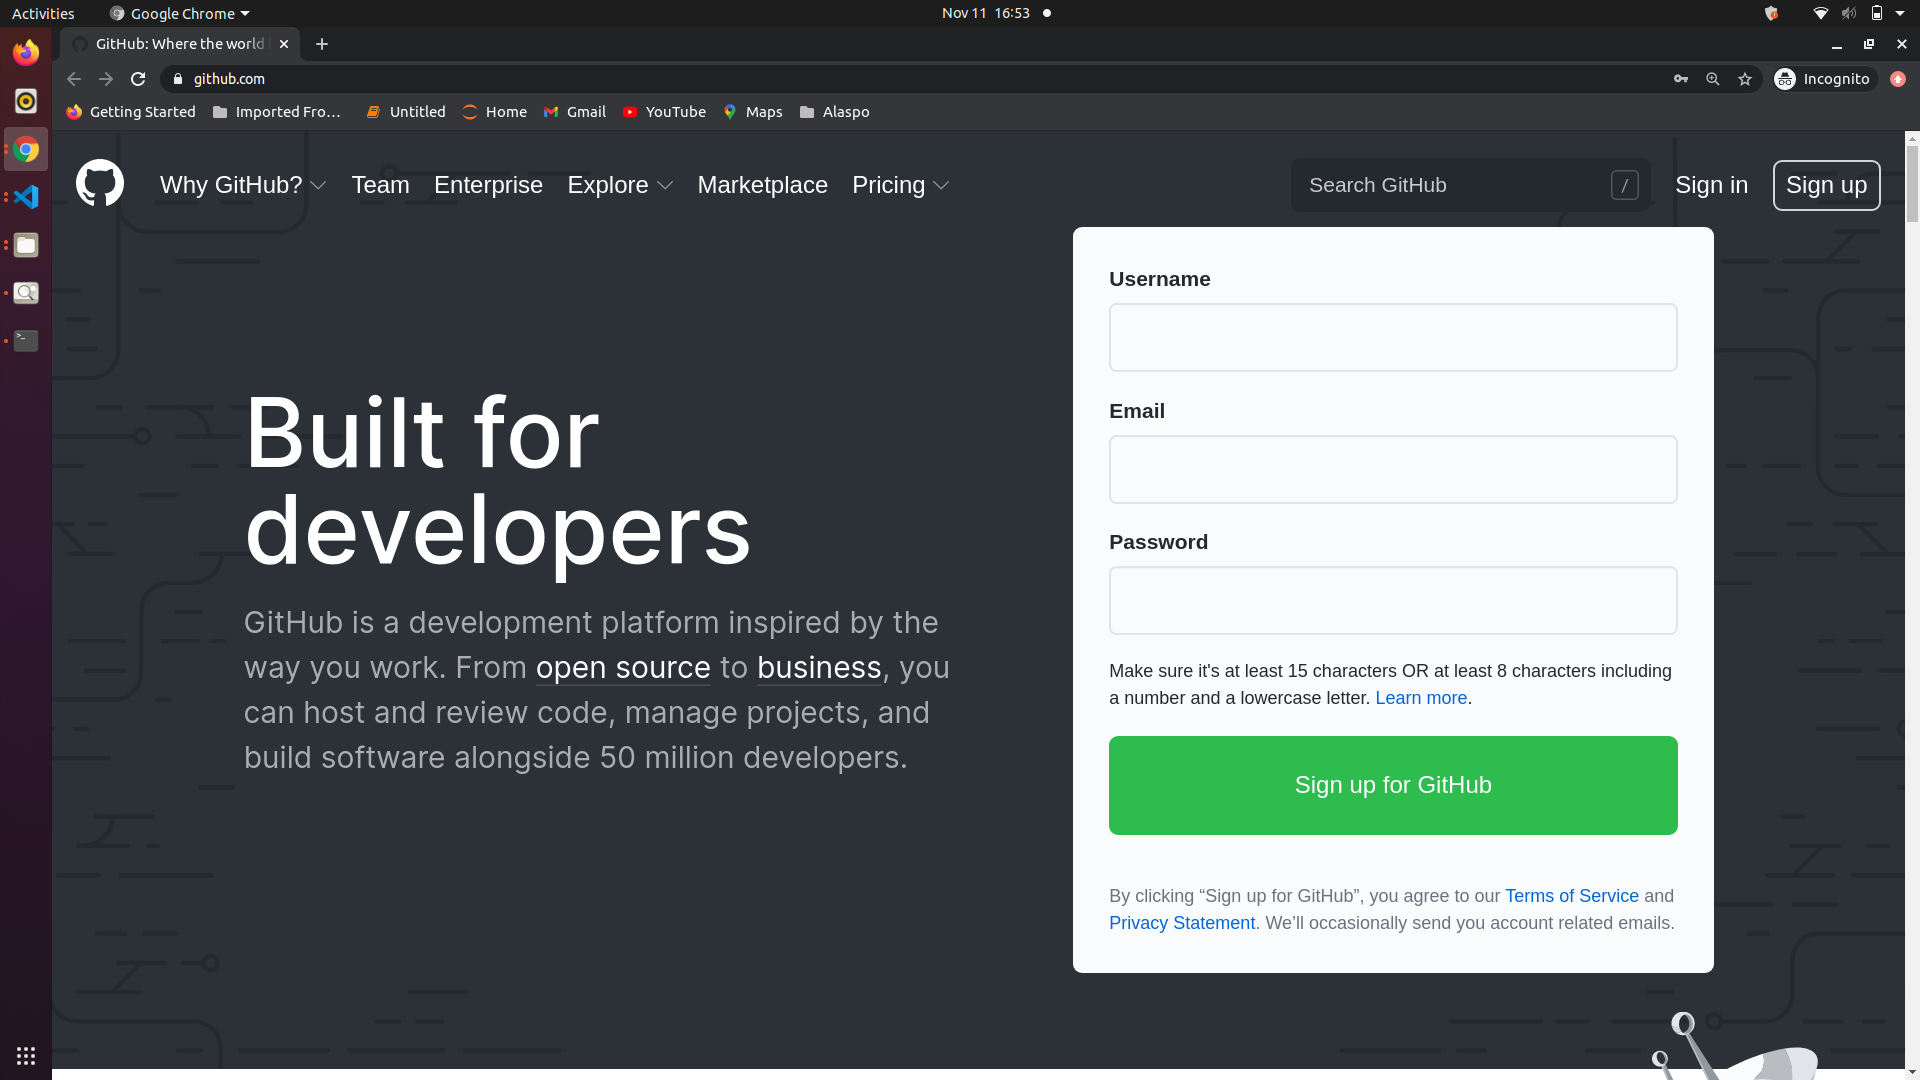 Activities Google Chrome Nov 11 16:53
GitHub: Where the world
github.com Incognito
Getting Started Imported Fro… Untitled Home Gmail YouTube Maps Alaspo
Why GitHub? Team Enterprise Explore Marketplace Pricing Search GitHub / Sign in Sign up
Built for
developers
GitHub is a development platform inspired by the
way you work. From open source to business, you
can host and review code, manage projects, and
build software alongside 50 million developers.
Username
Email
Password
Make sure it's at least 15 characters OR at least 8 characters including
a number and a lowercase letter. Learn more.
Sign up for GitHub
By clicking “Sign up for GitHub”, you agree to our Terms of Service and
Privacy Statement. We’ll occasionally send you account related emails.